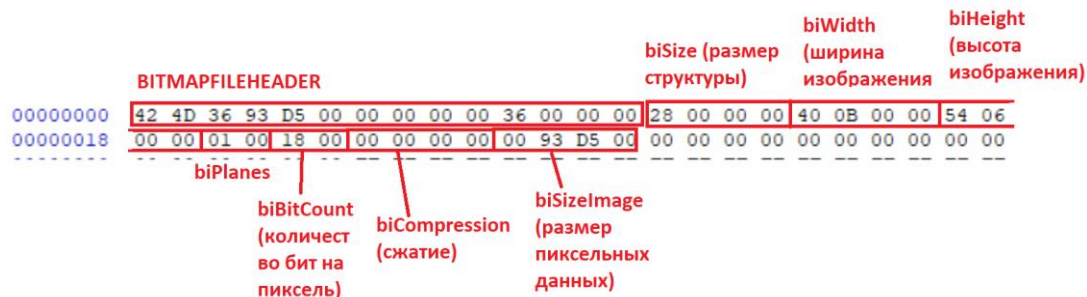 biWidth
(ширина
изображения
biHeight
(высота
изображения)
biSize (размер
структуры)
BITMAPFILEHEADER
00000000 42 4D 36 93 D5 00 00 00 00 00 36 00 00 00 28 00 00 00 40 0B 00 00 54 06
00000018 00 00 01 00 18 00 00 00 00 00 00 93 D5 00 00 00 00 00 00 00 00 00 00 00
biPlanes
biBitCount
(количест
во бит на
пиксель)
biCompression
(сжатие)
biSizeImage
(размер
пиксельных
данных)